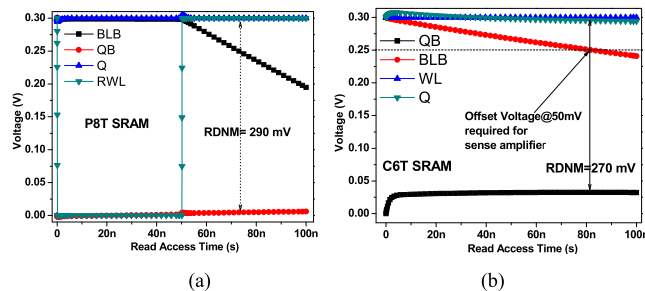 0.30
0.25
0.20
0.15
0.10
0.05
0.00
Voltage (V)
BLB
QB
Q
RWL
P8T SRAM
RDNM= 290 mV
0 20n 40n 60n 80n 100n
Read Access Time (s)
(a)
0.30
0.25
0.20
0.15
0.10
0.05
0.00
Voltage (V)
QB
BLB
WL
Q
Offset Voltage@50mV
required for
sense amplifier
C6T SRAM
RDNM=270 mV
0 20n 40n 60n 80n 100n
Read Access Time (s)
(b)